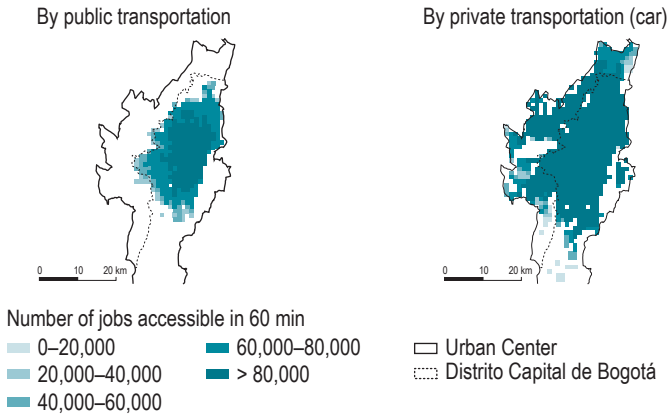 By public transportation
By private transportation (car)
0 10 20 km
0 10 20 km
Number of jobs accessible in 60 min
0–20,000
20,000–40,000
40,000–60,000
60,000–80,000
> 80,000
Urban Center
Distrito Capital de Bogotá